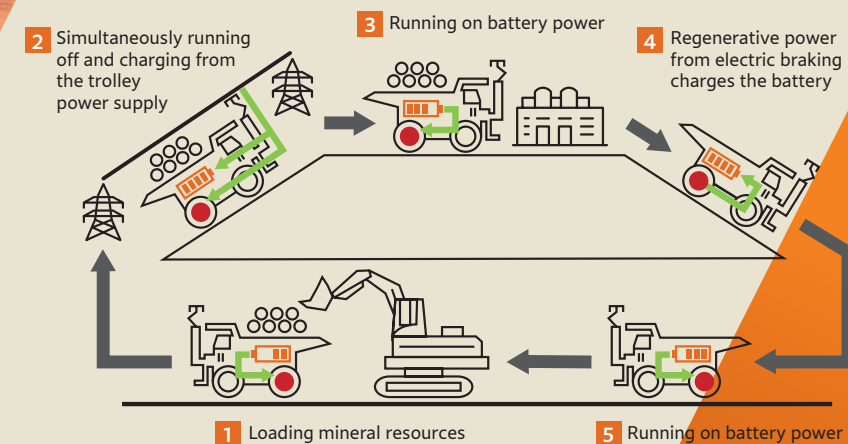 2 Simultaneously running
off and charging from
the trolley
power supply
3 Running on battery power
4 Regenerative power
from electric braking
charges the battery
1 Loading mineral resources
5 Running on battery power